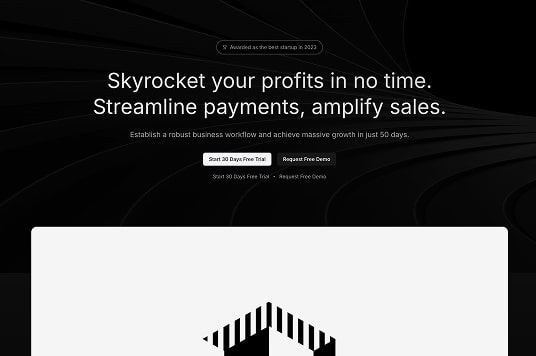 Awarded as the best startup in 2023
Skyrocket your profits in no time.
Streamline payments, amplify sales.
Establish a robust business workflow and achieve massive growth in just 50 days.
Start 30 Days Free Trial
Request Free Demo
Start 30 Days Free Trial • Request Free Demo